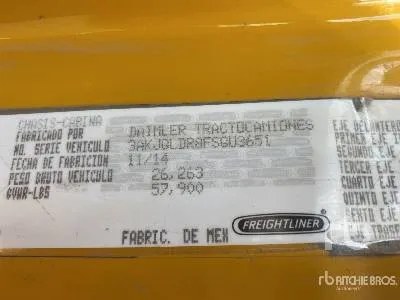 CHASIS-CABINA
FABRICADO POR DAIMLER TRACTOCAMIONES
NO. SERIE VEHICULO 3AKJGLDR8FSGU3651
FECHA DE FABRICACION 11/14
PESO BRUTO VEHICULO 26,263
GVWR-LBS 57,900
FABRIC. DE MEX
FREIGHTLINER
EJE DELANTERO
PRIMER EJE
SEGUNDO EJE
TERCER EJE
CUARTO EJE
QUINTO EJE
SEXTO EJE
EJE
rb RITCHIE BROS.